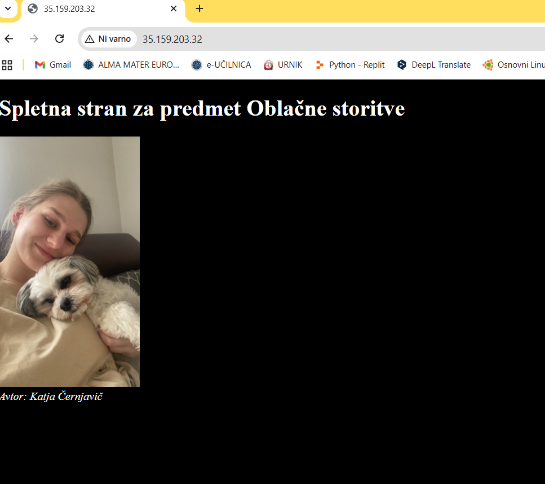 35.159.203.32
Ni varno 35.159.203.32
Gmail ALMA MATER EURO... e-UČILNICA URNIK Python - Replit DeepL Translate Osnovni Linu
Spletna stran za predmet Oblačne storitve
Avtor: Katja Černjavič